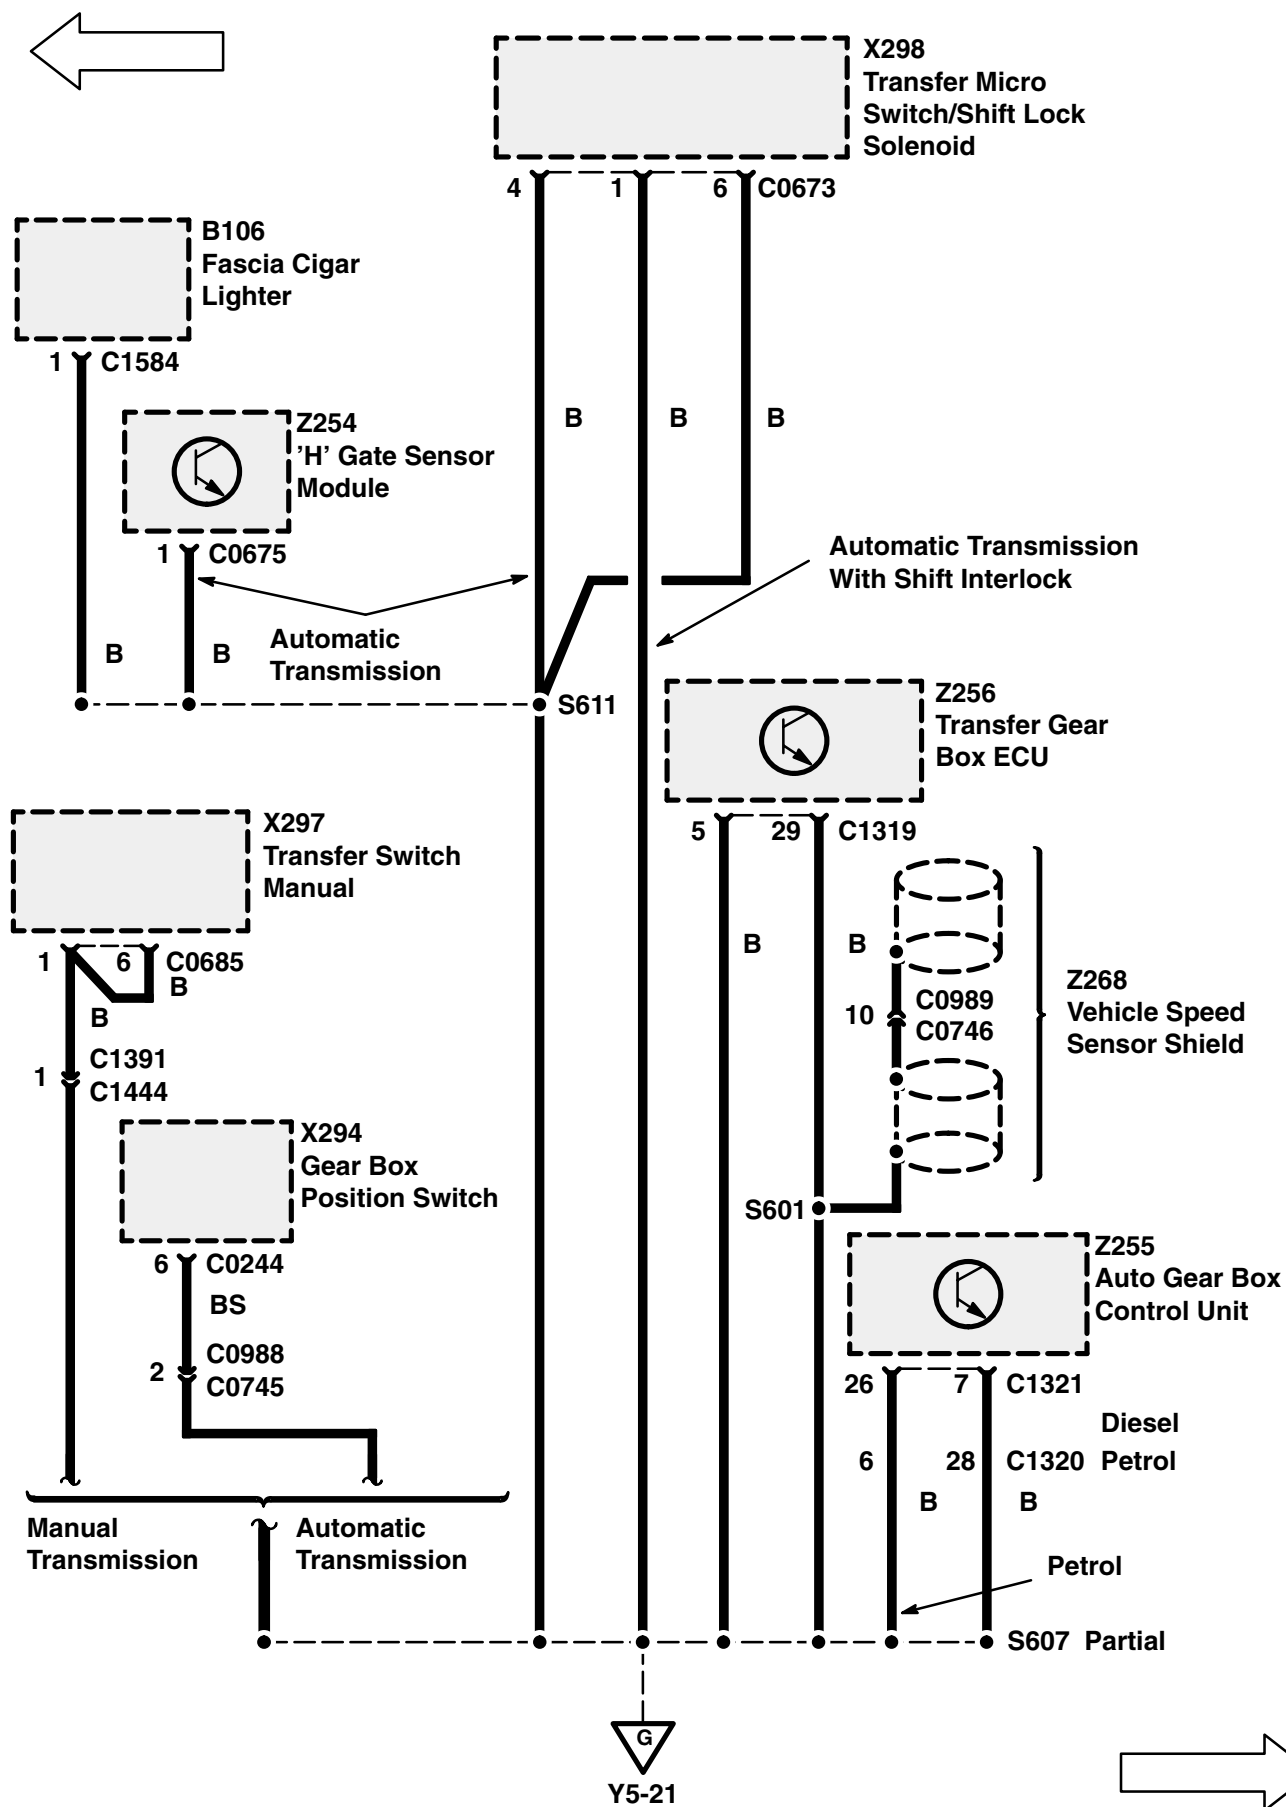 X298
Transfer Micro
Switch/Shift Lock
Solenoid
4 1 6 C0673
B106
Fascia Cigar
Lighter
1 C1584
Z254
’H’ Gate Sensor
Module
1 C0675
B B B
Automatic Transmission
With Shift Interlock
Automatic
Transmission
B B
S611
Z256
Transfer Gear
Box ECU
5 29 C1319
X297
Transfer Switch
Manual
1 6 C0685
B
B
B B
10 C0989
C0746
Z268
Vehicle Speed
Sensor Shield
1 C1391
C1444
X294
Gear Box
Position Switch
6 C0244
BS
2 C0988
C0745
S601
Z255
Auto Gear Box
Control Unit
26 7 C1321
Diesel
6 28 C1320 Petrol
B B
Manual
Transmission
Automatic
Transmission
Petrol
S607 Partial
G
Y5-21